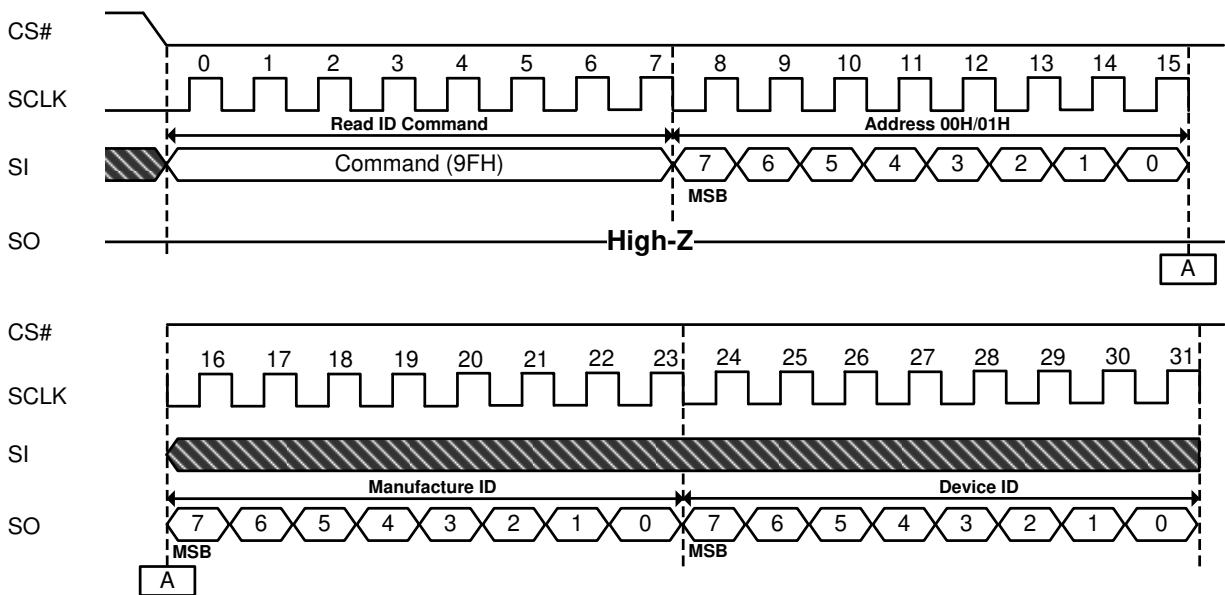 CS#
0 1 2 3 4 5 6 7 8 9 10 11 12 13 14 15
SCLK
Read ID Command Address 00H/01H
SI Command (9FH) 7 6 5 4 3 2 1 0
MSB
SO High-Z
A
CS#
16 17 18 19 20 21 22 23 24 25 26 27 28 29 30 31
SCLK
SI
Manufacture ID Device ID
SO 7 6 5 4 3 2 1 0 7 6 5 4 3 2 1 0
MSB MSB
A